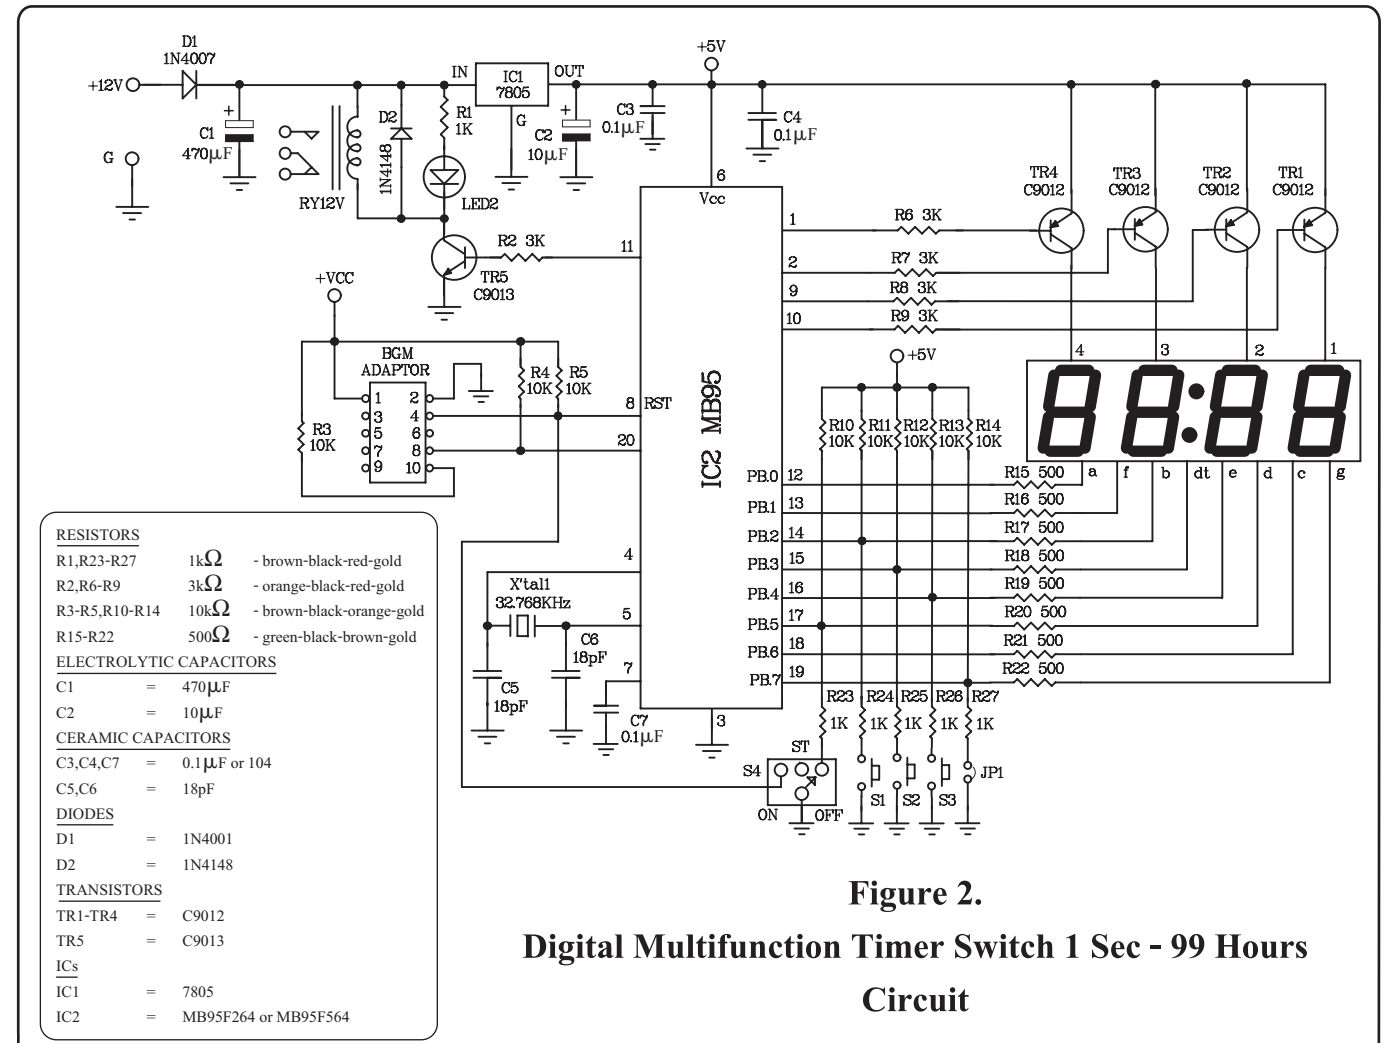 D1
1N4007
+12V
IN
IC1
7805
OUT
G
+5V
+
C1
470µF
G
RY12V
D2
1N4148
R1
1K
LED2
+
C2
10µF
C3
0.1µF
C4
0.1µF
6
Vcc
TR4
C9012
TR3
C9012
TR2
C9012
TR1
C9012
1
R6 3K
2
R7 3K
9
R8 3K
10
R9 3K
R2 3K
11
TR5
C9013
+VCC
BGM
ADAPTOR
1 2
3 4
5 6
7 8
9 10
R3
10K
R4
10K
R5
10K
8 RST
20
IC2 MB95
+5V
R10
10K
R11
10K
R12
10K
R13
10K
R14
10K
4 3 2 1
88:88
a f b dt e d c g
PB.0 12 R15 500
PB.1 13 R16 500
PB.2 14 R17 500
PB.3 15 R18 500
PB.4 16 R19 500
PB.5 17 R20 500
PB.6 18 R21 500
PB.7 19 R22 500
4
X'tal1
32.768KHz
5
C6
18pF
C5
18pF
7
C7
0.1µF
3
R23
1K
R24
1K
R25
1K
R26
1K
R27
1K
ST
S4
ON OFF
S1
S2
S3
JP1
RESISTORS
R1,R23-R27 1kΩ - brown-black-red-gold
R2,R6-R9 3kΩ - orange-black-red-gold
R3-R5,R10-R14 10kΩ - brown-black-orange-gold
R15-R22 500Ω - green-black-brown-gold
ELECTROLYTIC CAPACITORS
C1 = 470µF
C2 = 10µF
CERAMIC CAPACITORS
C3,C4,C7 = 0.1µF or 104
C5,C6 = 18pF
DIODES
D1 = 1N4001
D2 = 1N4148
TRANSISTORS
TR1-TR4 = C9012
TR5 = C9013
ICs
IC1 = 7805
IC2 = MB95F264 or MB95F564
Figure 2.
Digital Multifunction Timer Switch 1 Sec - 99 Hours
Circuit